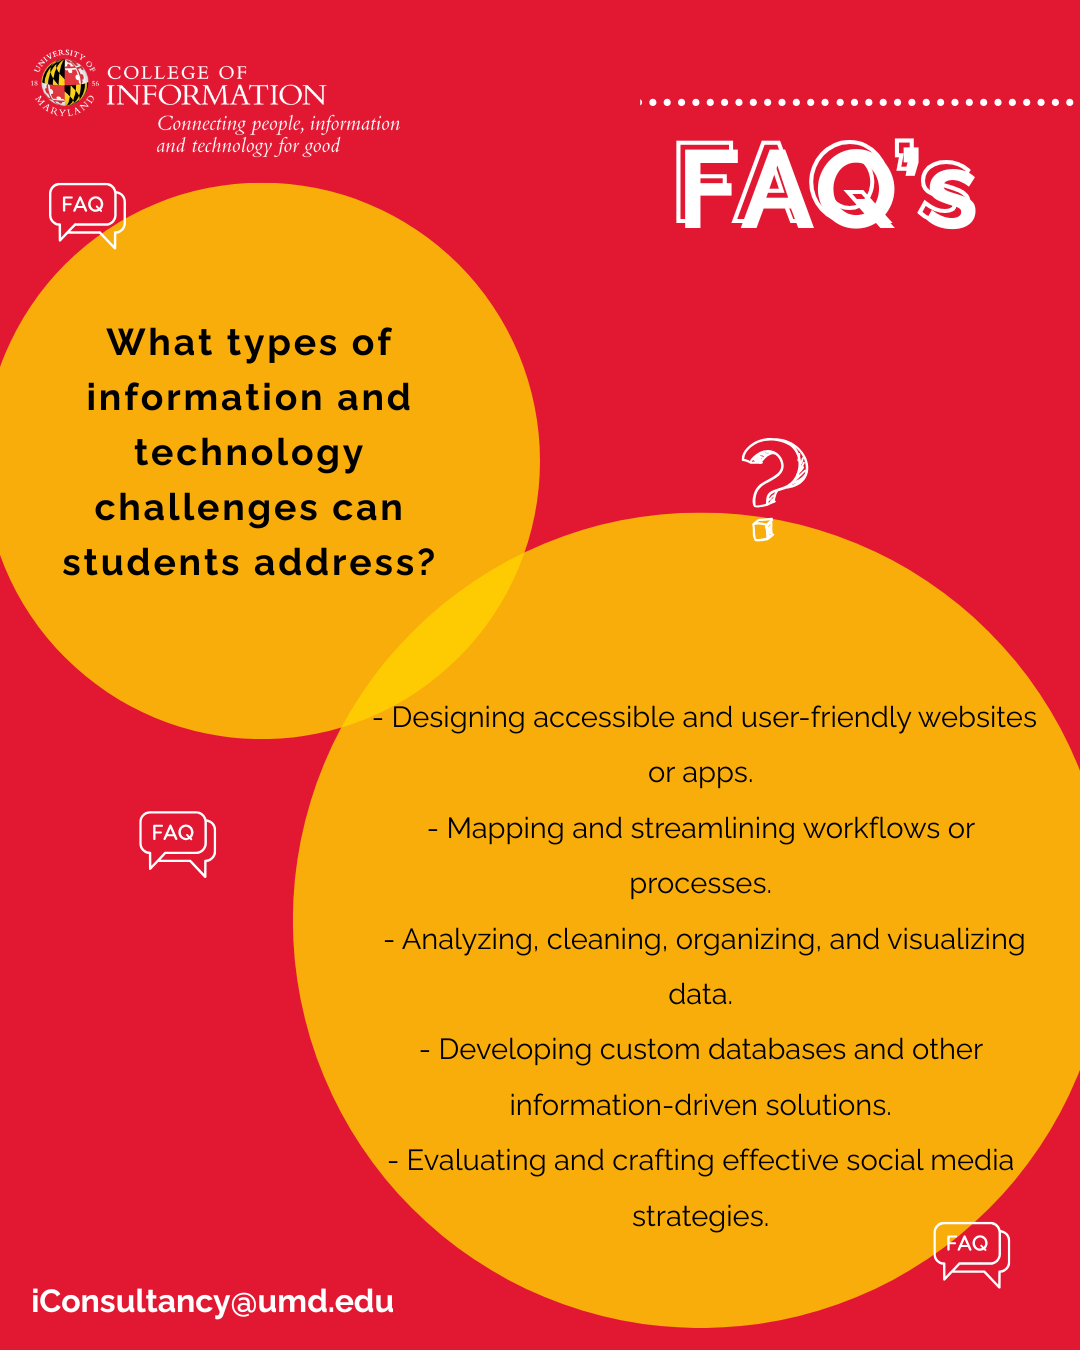 UNIVERSITY OF
18 56
MARYLAND
COLLEGE OF
INFORMATION
Connecting people, information
and technology for good
FAQ's
FAQ
What types of
information and
technology
challenges can
students address?
?
- Designing accessible and user-friendly websites
or apps.
- Mapping and streamlining workflows or
processes.
FAQ
- Analyzing, cleaning, organizing, and visualizing
data.
- Developing custom databases and other
information-driven solutions.
- Evaluating and crafting effective social media
strategies.
FAQ
iConsultancy@umd.edu